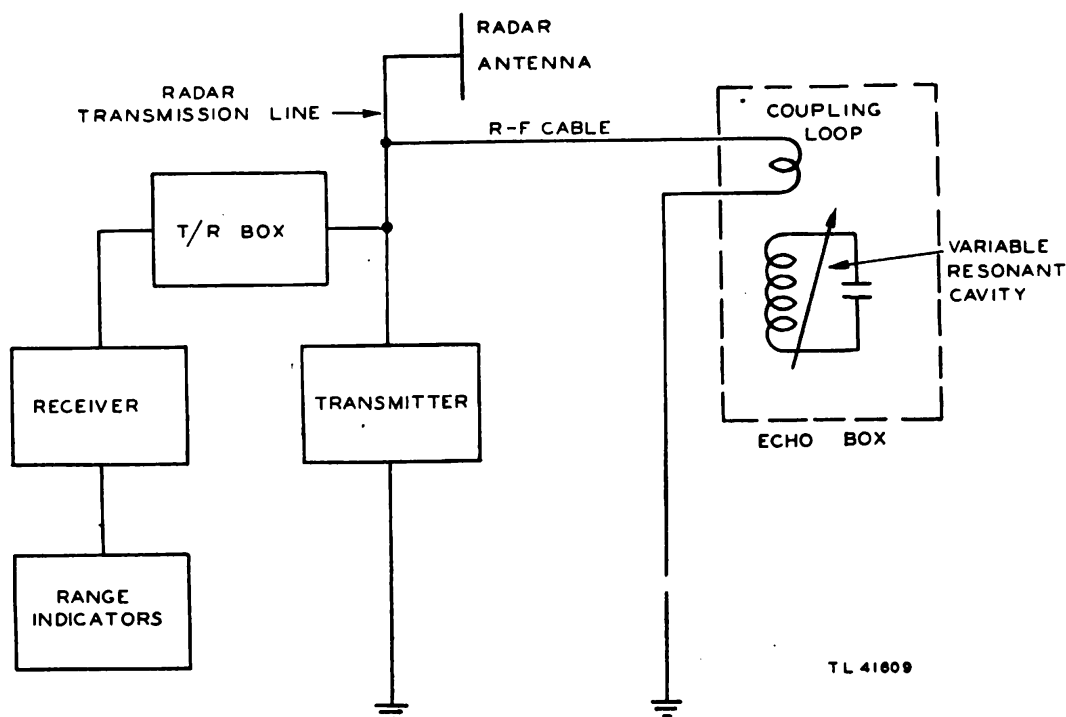 RADAR
ANTENNA
RADAR
TRANSMISSION LINE
R-F CABLE
COUPLING
LOOP
T/R BOX
VARIABLE
RESONANT
CAVITY
RECEIVER
TRANSMITTER
ECHO BOX
RANGE
INDICATORS
TL 41609